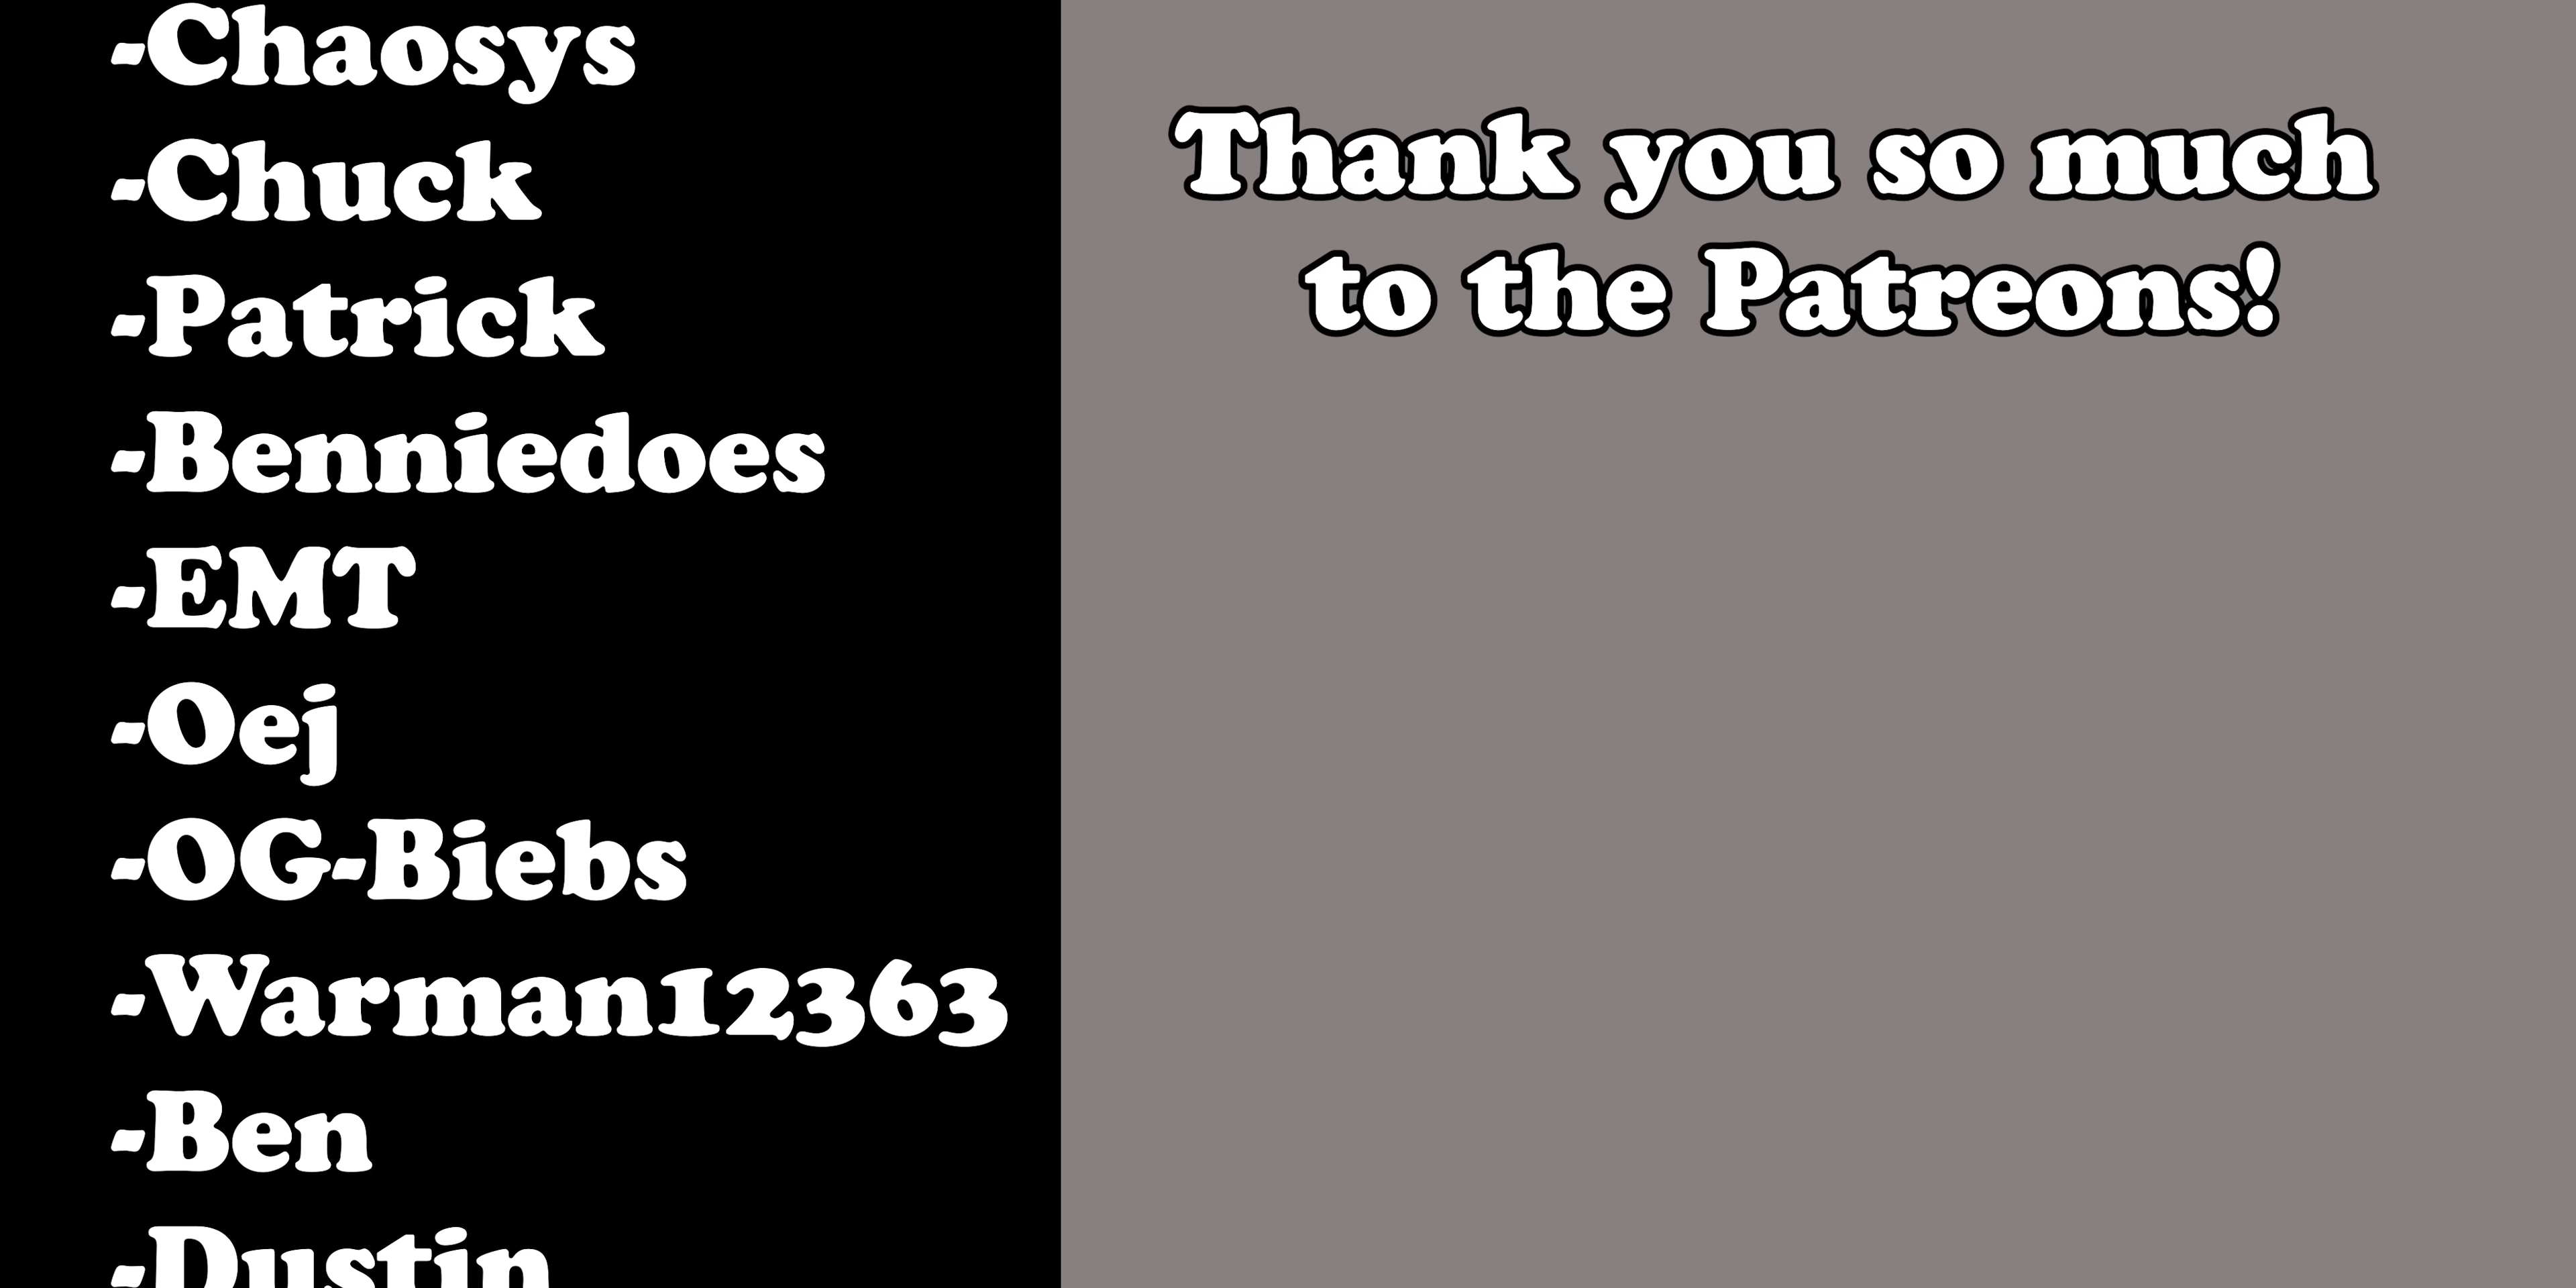 -Chaosys
-Chuck
-Patrick
-Benniedoes
-EMT
-Oej
-OG-Biebs
-Warman12363
-Ben
-Dustin
Thank you so much
to the Patreons!